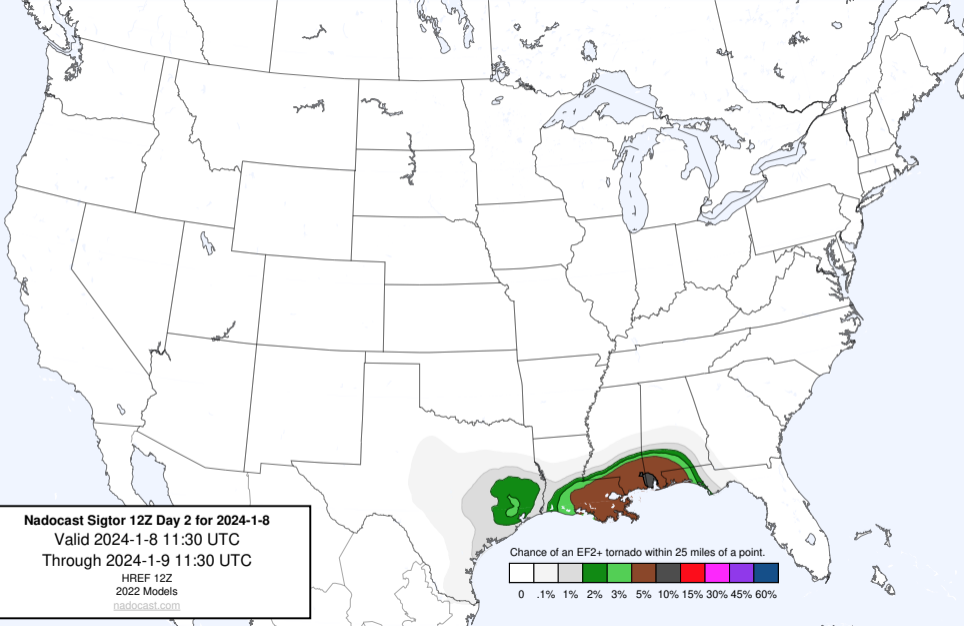 Nadocast Sigtor 12Z Day 2 for 2024-1-8
Valid 2024-1-8 11:30 UTC
Through 2024-1-9 11:30 UTC
HREF 12Z
2022 Models
nadocast.com
Chance of an EF2+ tornado within 25 miles of a point.
0 .1% 1% 2% 3% 5% 10% 15% 30% 45% 60%